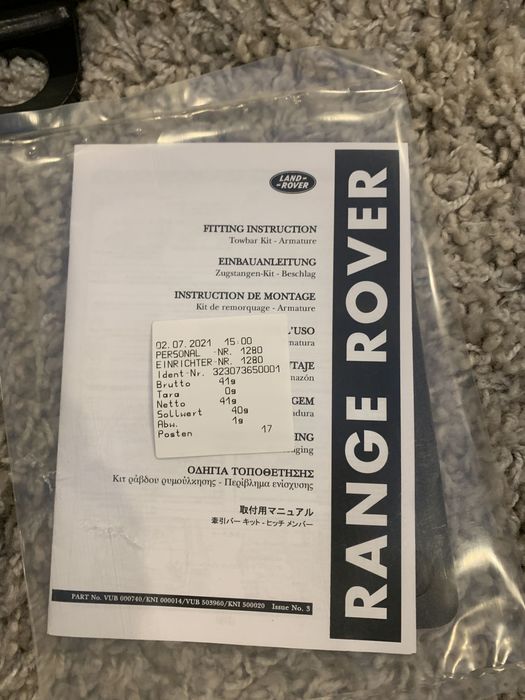 LAND-
-ROVER
RANGE ROVER
FITTING INSTRUCTION
Towbar Kit - Armature
EINBAUANLEITUNG
Zugstangen-Kit - Beschlag
INSTRUCTION DE MONTAGE
Kit de remorquage - Armature
L'USO
matura
TAJE
mazón
GEM
adura
ING
aging
02.07.2021 15:00
PERSONAL -NR. 1280
EINRICHTER-NR. 1280
Ident-Nr. 323073650001
Brutto 41g
Tara 0g
Netto 41g
Sollwert 40g
Abw. 1g
Posten 17
ΟΔΗΓΙΑ ΤΟΠΟΘΕΤΗΣΗΣ
Κιτ ράβδου ρυμούλκησης - Περίβλημα ενίσχυσης
取付用マニュアル
牽引バー キット - ヒッチ メンバー
PART No. VUB 000740/KNI 000014/VUB 503960/KNI 500020 Issue No. 3